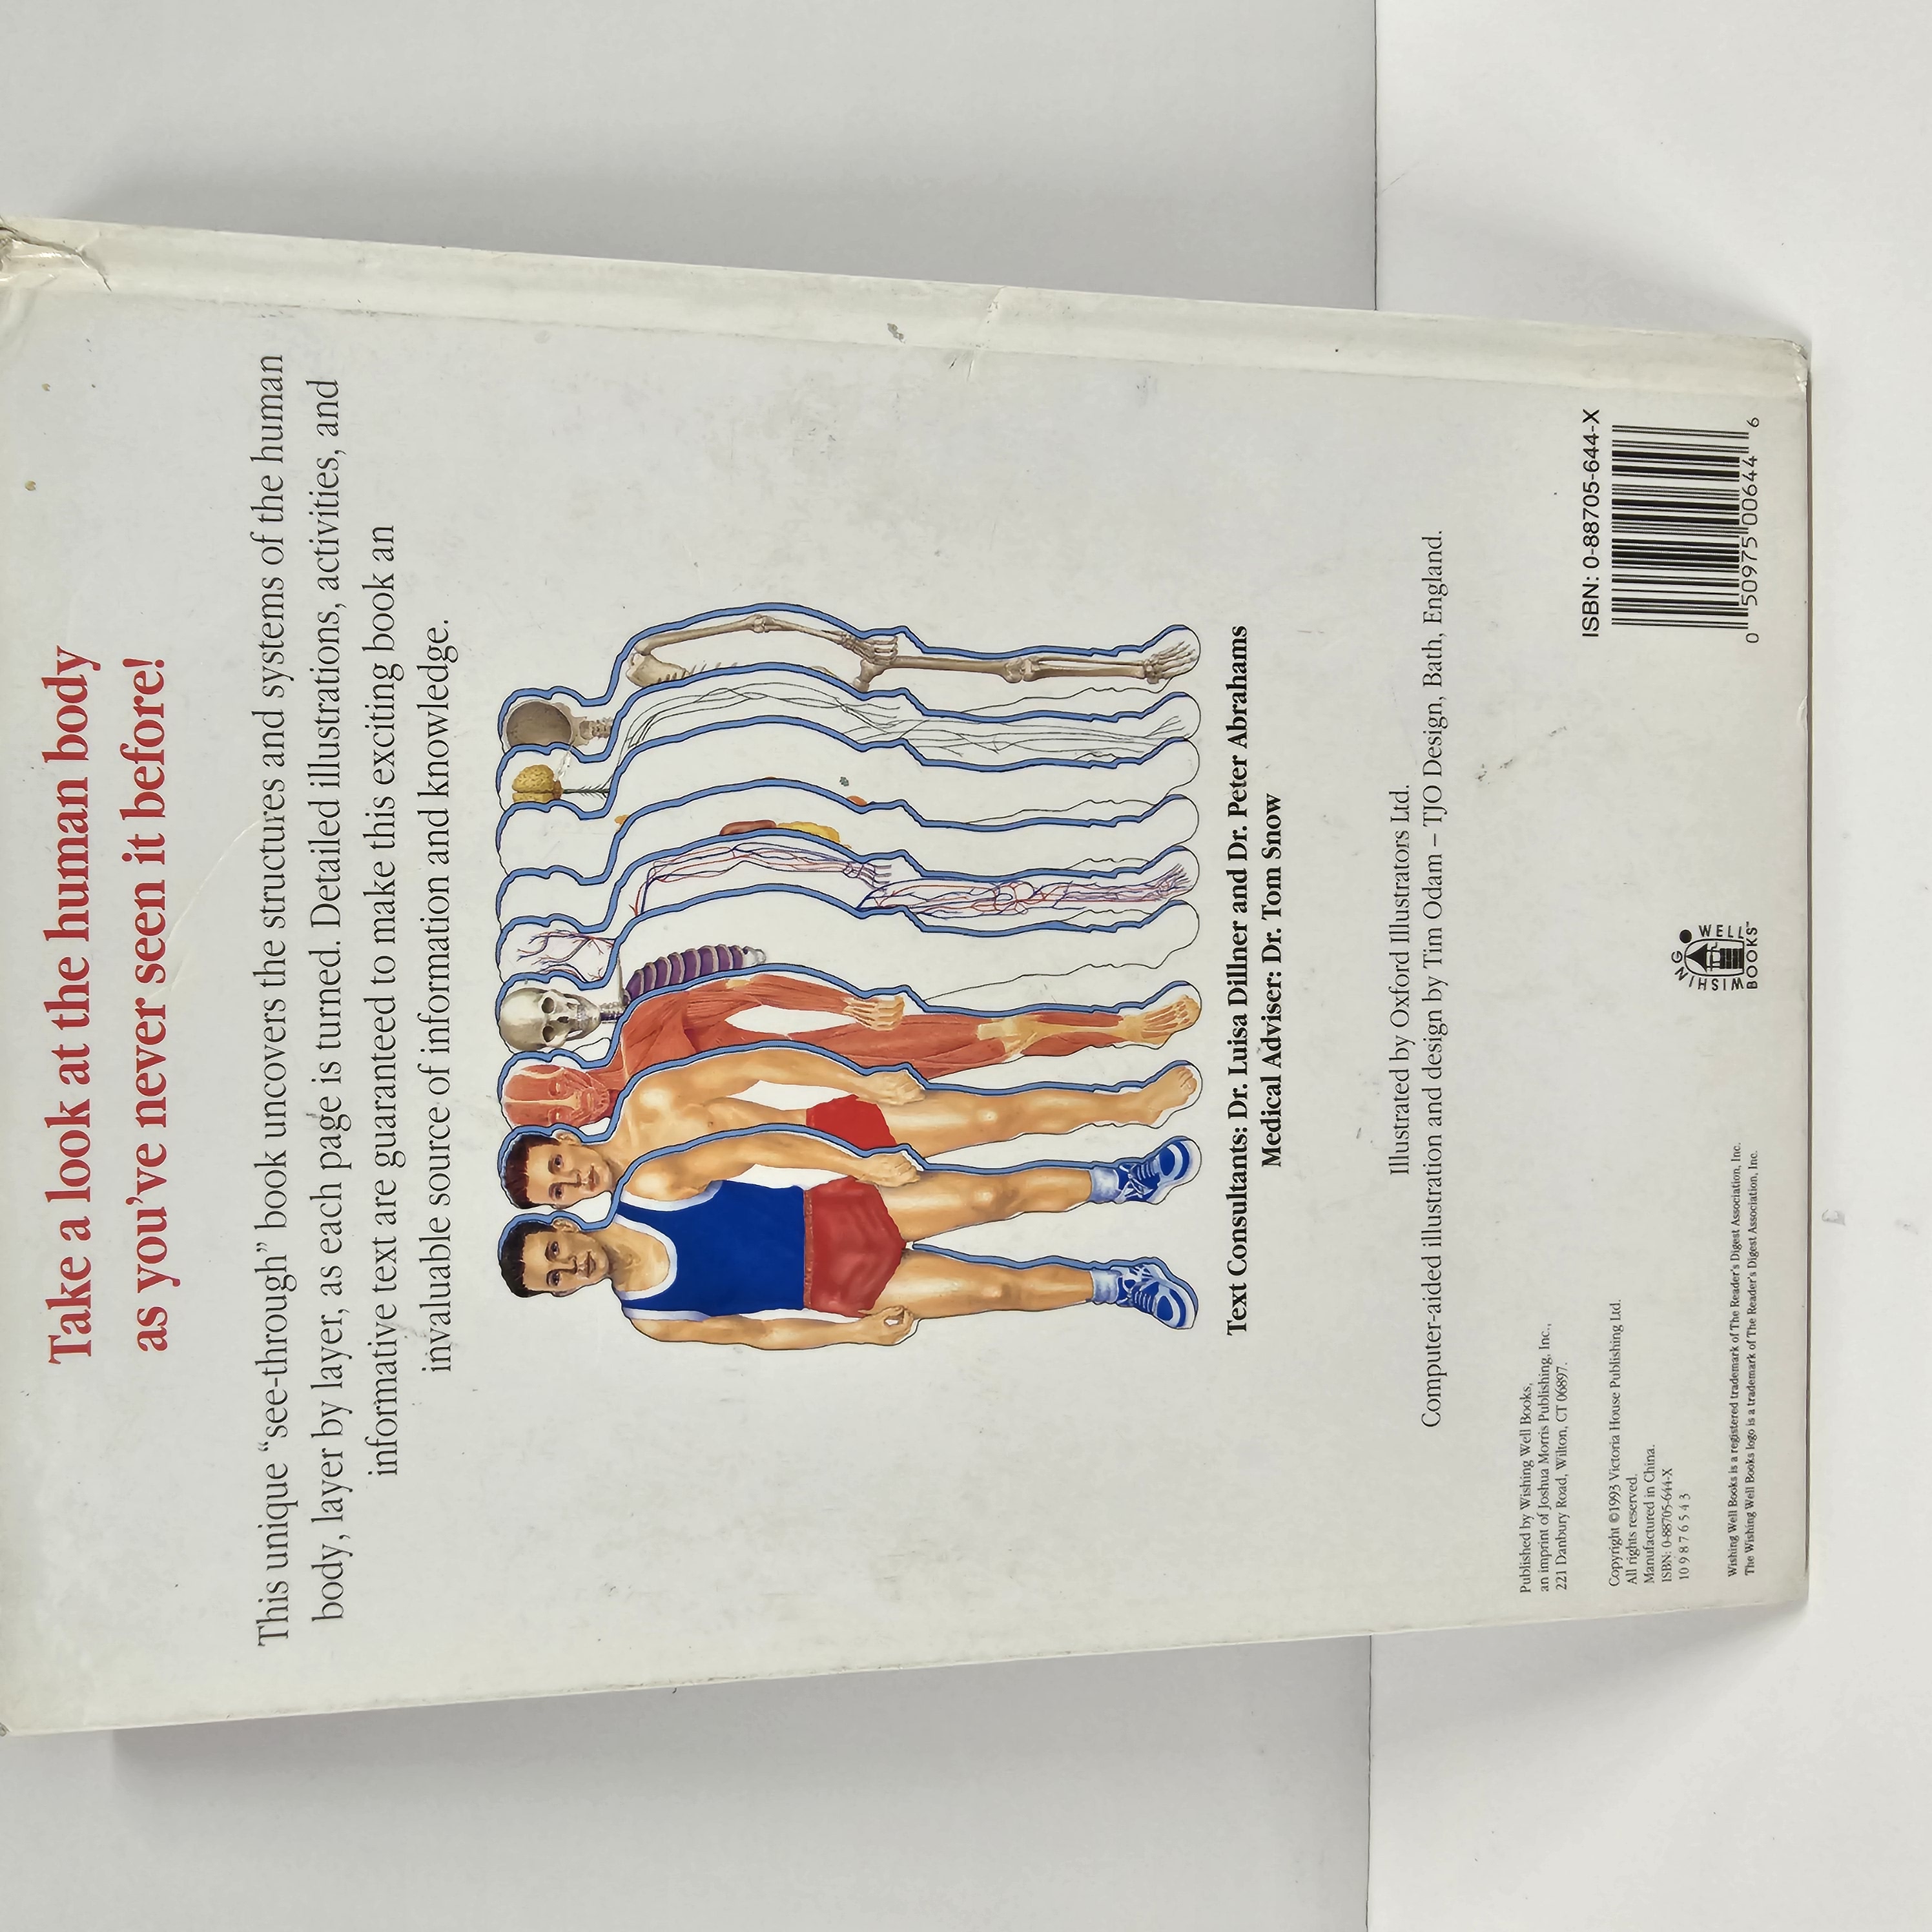 Take a look at the human body
as you've never seen it before!
This unique “see-through” book uncovers the structures and systems of the human
body, layer by layer, as each page is turned. Detailed illustrations, activities, and
informative text are guaranteed to make this exciting book an
invaluable source of information and knowledge.
Text Consultants: Dr. Luisa Dillner and Dr. Peter Abrahams
Medical Adviser: Dr. Tom Snow
Illustrated by Oxford Illustrators Ltd.
Computer-aided illustration and design by Tim Odam – TJO Design, Bath, England.
Published by Wishing Well Books,
an imprint of Joshua Morris Publishing, Inc.,
221 Danbury Road, Wilton, CT 06897.
Copyright ©1993 Victoria House Publishing Ltd.
All rights reserved.
Manufactured in China.
ISBN: 0-88705-644-X
10 9 8 7 6 5 4 3
Wishing Well Books is a registered trademark of The Reader's Digest Association, Inc.
The Wishing Well Books logo is a trademark of The Reader's Digest Association, Inc.
WISHING WELL
BOOKS™
ISBN: 0-88705-644-X
0 50975 00644 6